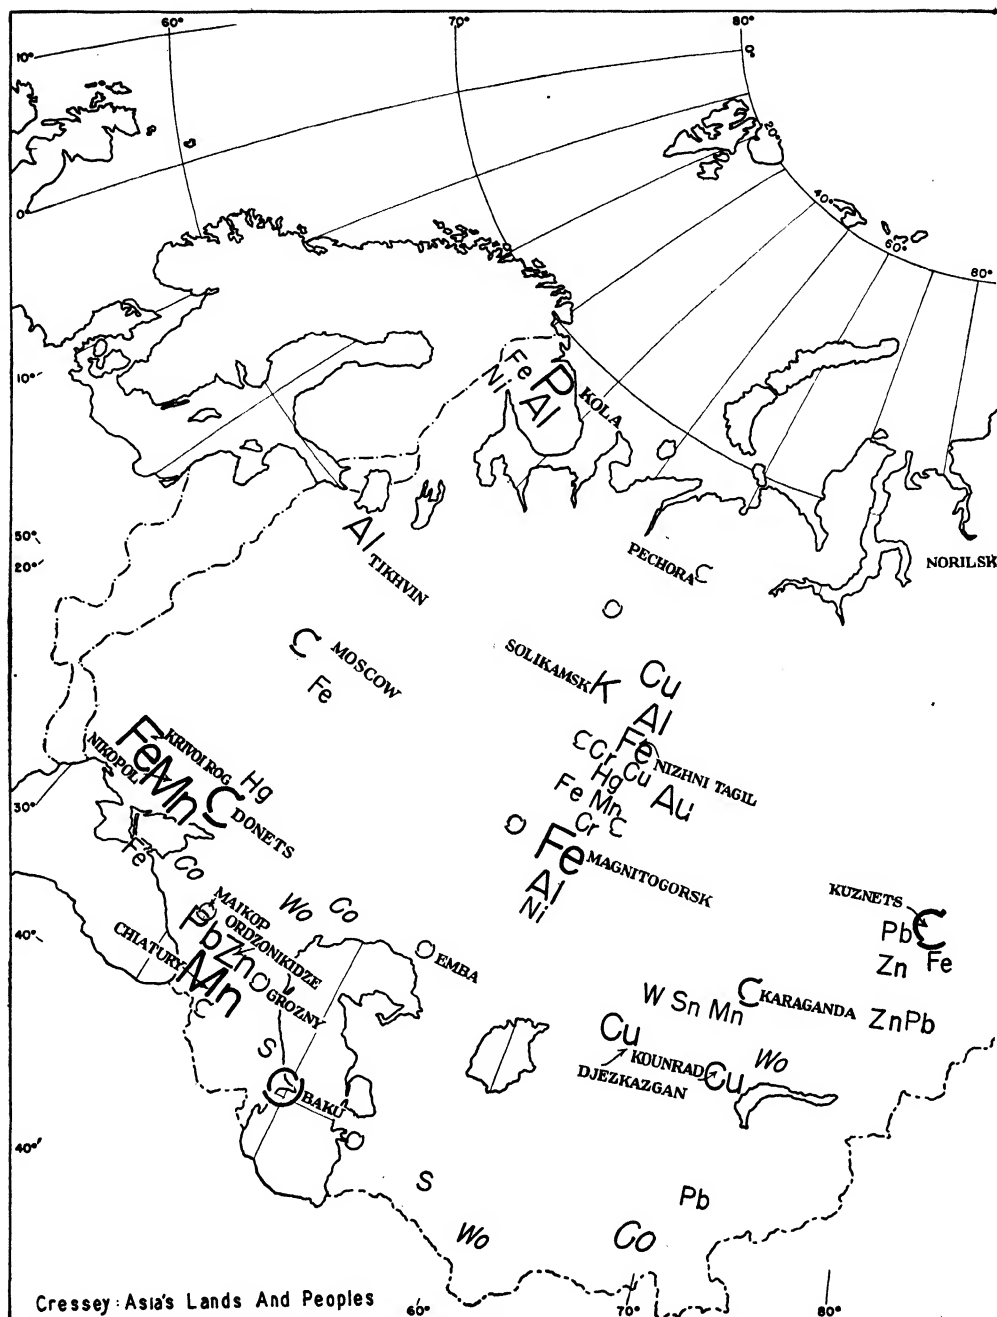 60° 70° 80°
10°
0°
20°
0°
40°
60°
80°
Fe
P
Ni
Al
KOLA
10°
50°
20°
Al
TIKHVIN
PECHORA C
NORILSK
C
MOSCOW
Fe
SOLIKAMSK K
Cu
Al
Fe
NIZHNI TAGIL
C Cr
Cu
Hg
Au
Fe Mn
Cr C
Fe
MAGNITOGORSK
Al
Ni
NIKOPOL
Fe
KRIVOI ROG
Mn
Hg
C
DONETS
30°
Fe
Co
Wo Co
MAIKOP
ORDZONIKIDZE
PbZn
CHIATURY
Mn
GROZNY
C
EMBA
40°
S
BAKU
KUZNETS
C
Pb
Zn Fe
C KARAGANDA
W Sn Mn
ZnPb
Cu
KOUNRAD
Cu
Wo
DJEZKAZGAN
40°
S
Pb
Wo
Co
Cressey: Asia's Lands And Peoples
60° 70° 80°